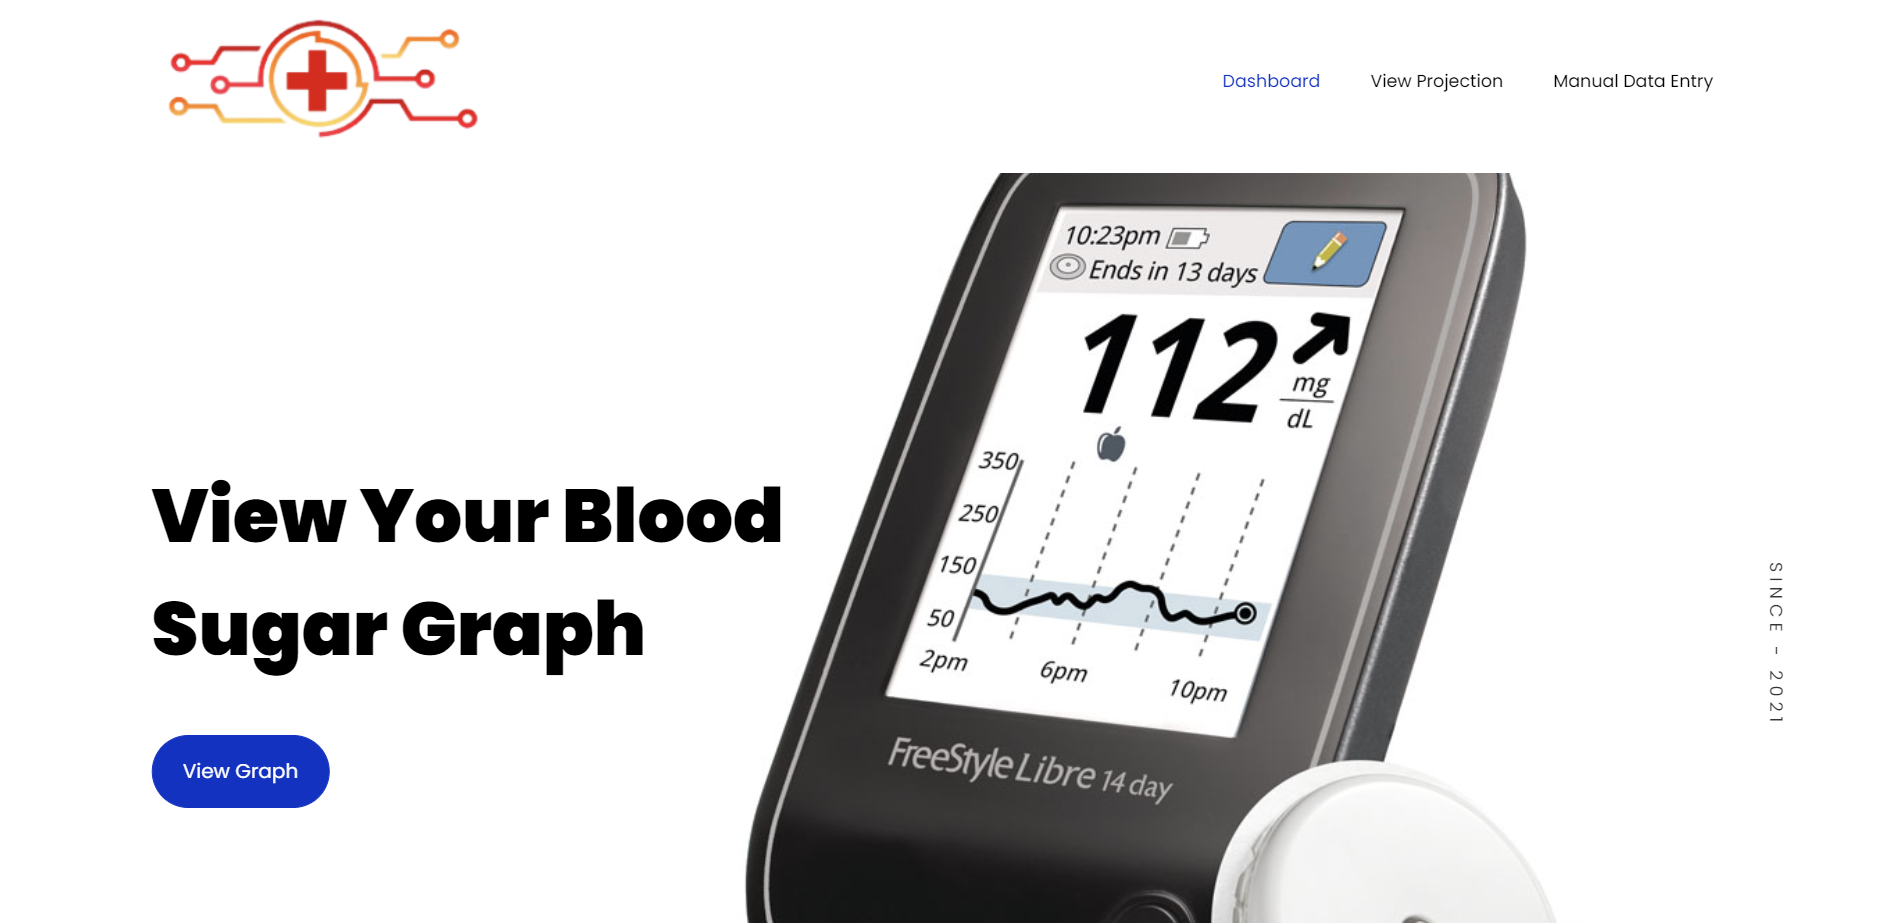 Dashboard
View Projection
Manual Data Entry
10:23pm
Ends in 13 days
112
mg
dL
350
250
150
50
2pm
6pm
10pm
FreeStyle Libre 14 day
View Your Blood
Sugar Graph
View Graph
SINCE - 2021